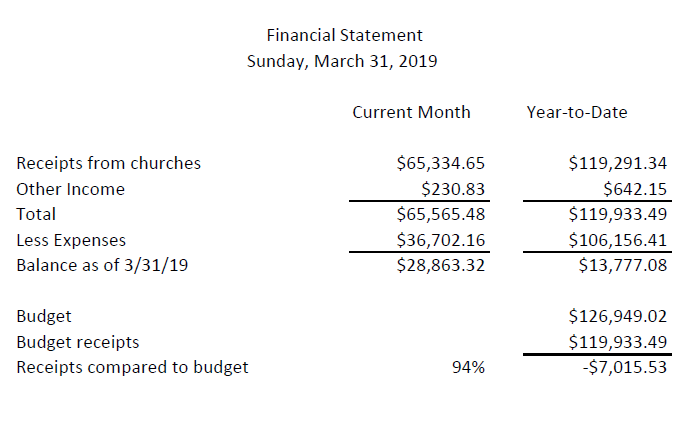 Financial Statement
Sunday, March 31, 2019
Current Month Year-to-Date
Receipts from churches $65,334.65 $119,291.34
Other Income $230.83 $642.15
Total $65,565.48 $119,933.49
Less Expenses $36,702.16 $106,156.41
Balance as of 3/31/19 $28,863.32 $13,777.08
Budget $126,949.02
Budget receipts $119,933.49
Receipts compared to budget 94% -$7,015.53